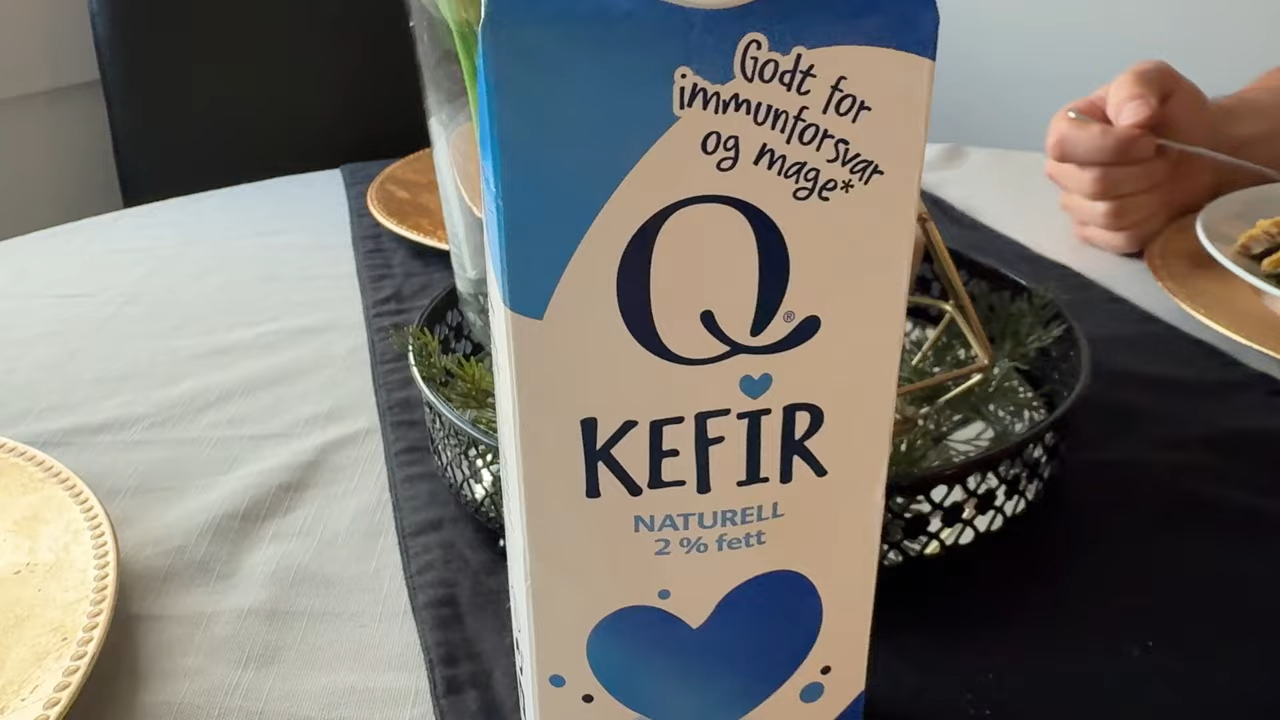 Godt for
immunforsvar
og mage*
Q®
KEFIR
NATURELL
2 % fett